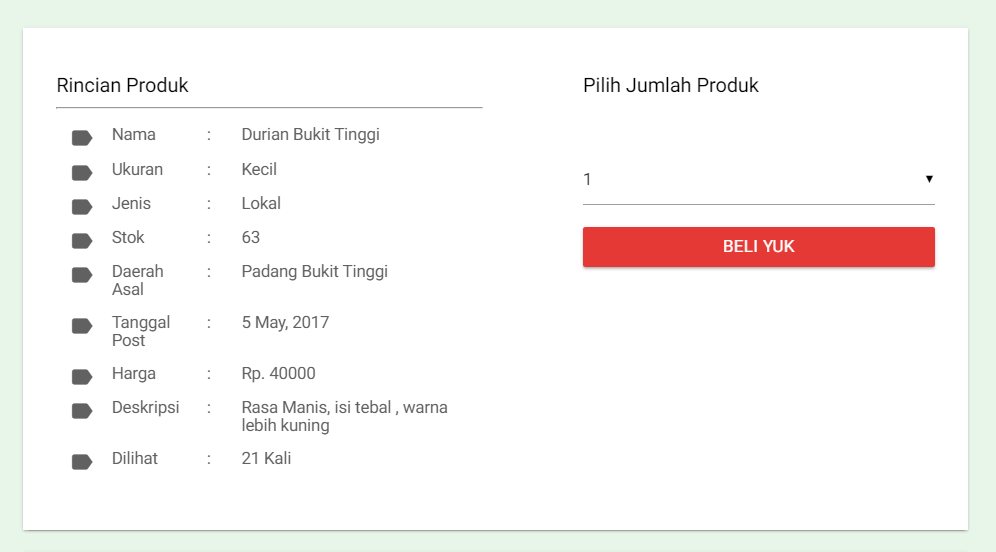 Rincian Produk
Nama : Durian Bukit Tinggi
Ukuran : Kecil
Jenis : Lokal
Stok : 63
Daerah : Padang Bukit Tinggi
Asal
Tanggal : 5 May, 2017
Post
Harga : Rp. 40000
Deskripsi : Rasa Manis, isi tebal , warna
lebih kuning
Dilihat : 21 Kali
Pilih Jumlah Produk
1
BELI YUK